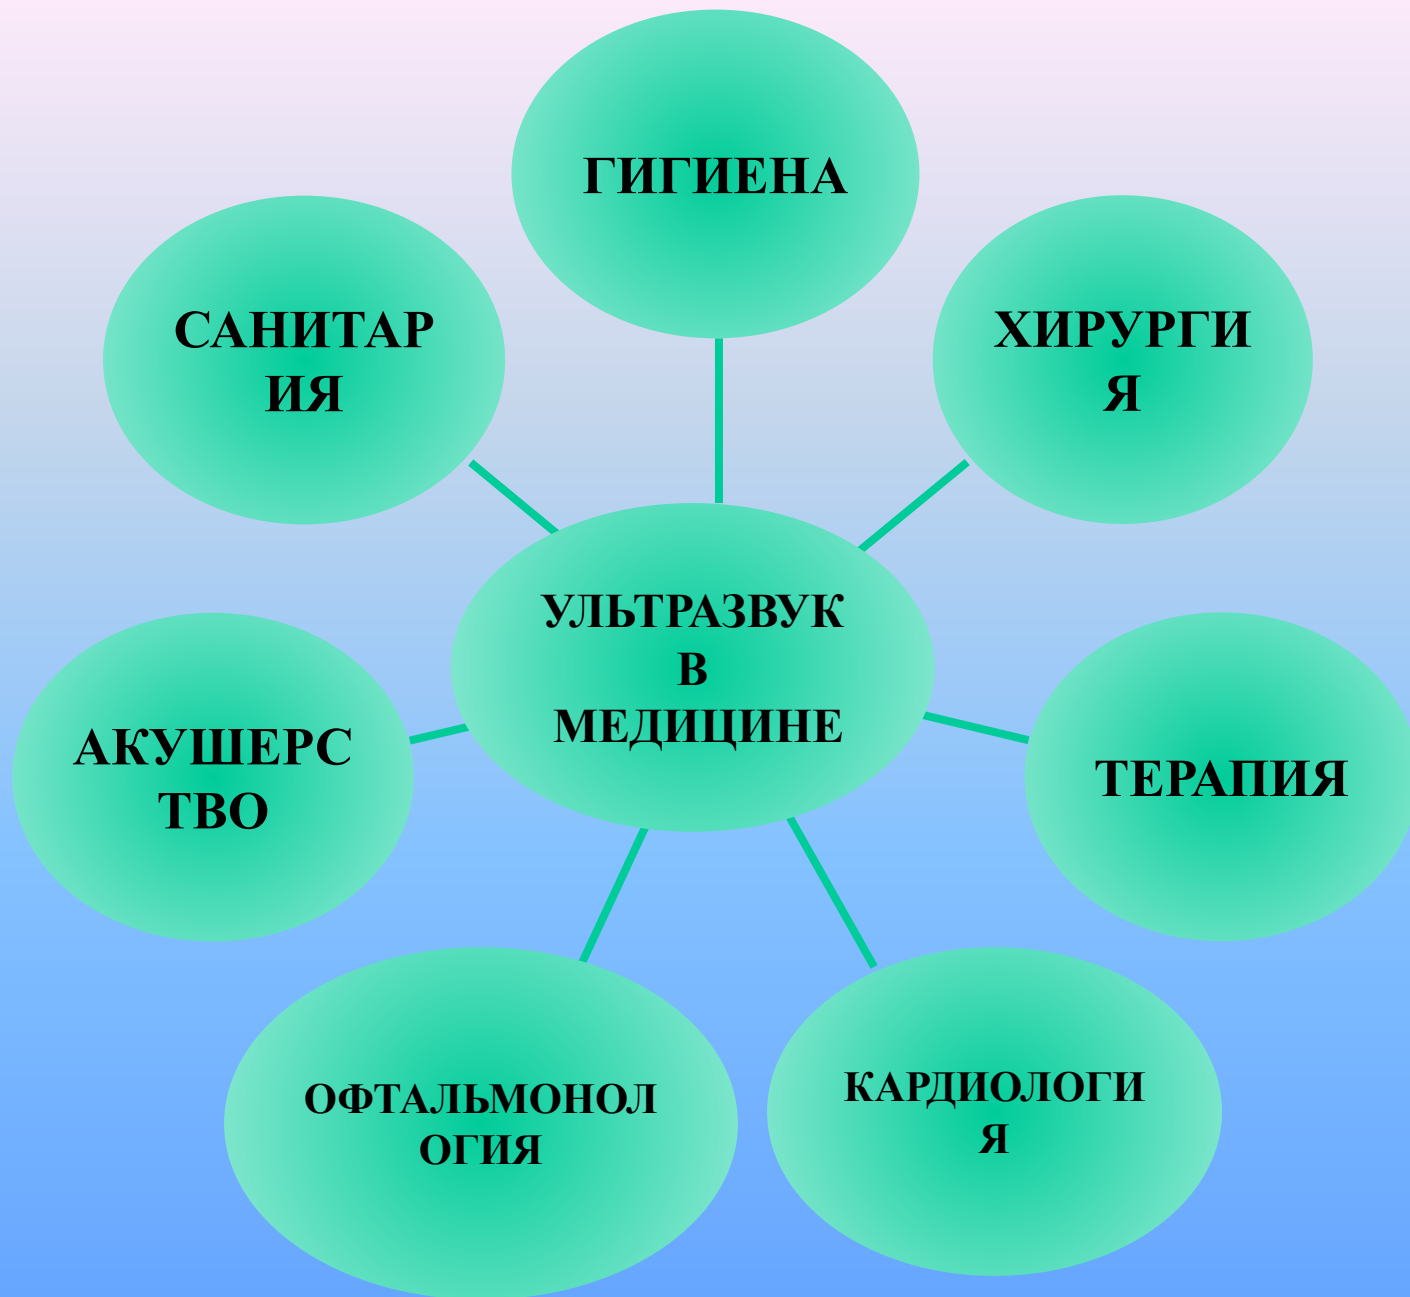 ГИГИЕНА
САНИТАР
ИЯ
ХИРУРГИ
Я
УЛЬТРАЗВУК
В
МЕДИЦИНЕ
АКУШЕРС
ТВО
ТЕРАПИЯ
ОФТАЛЬМОНОЛ
ОГИЯ
КАРДИОЛОГИ
Я